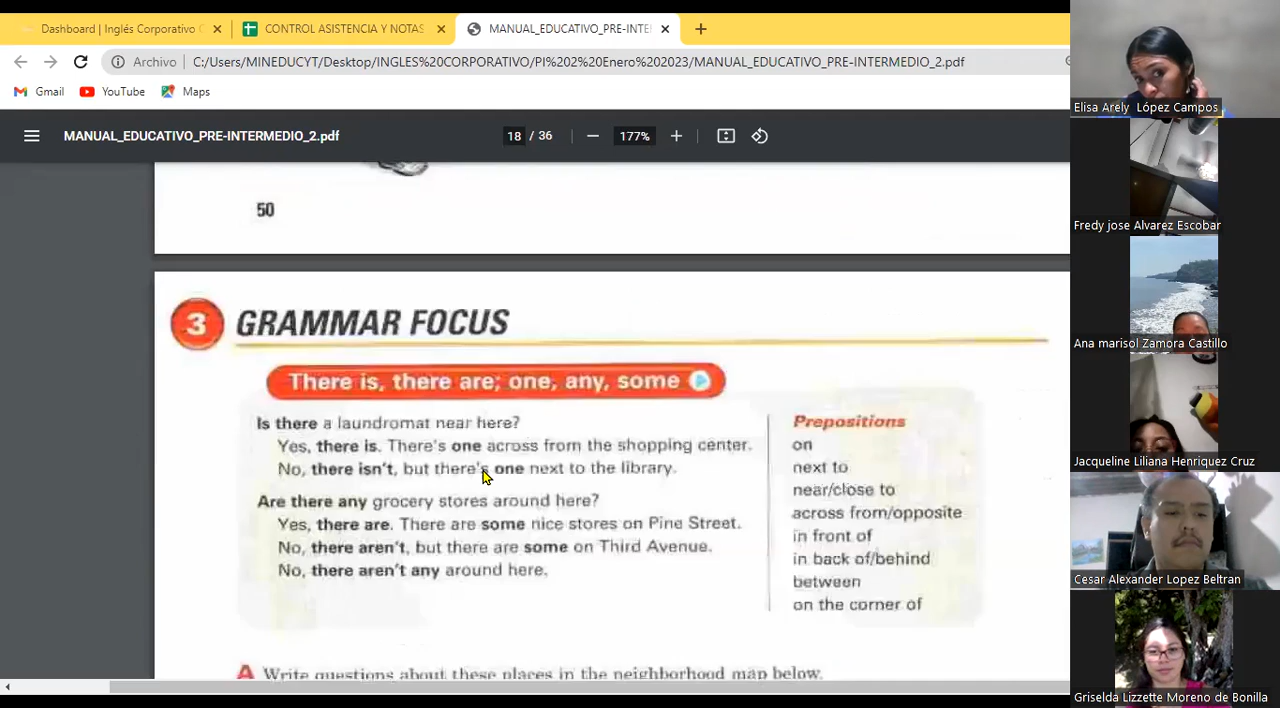 Dashboard | Inglés Corporativo
CONTROL ASISTENCIA Y NOTAS
MANUAL_EDUCATIVO_PRE-INTE
Archivo
C:/Users/MINEDUCYT/Desktop/INGLES%20CORPORATIVO/PI%202%20Enero%202023/MANUAL_EDUCATIVO_PRE-INTERMEDIO_2.pdf
Gmail YouTube Maps
MANUAL_EDUCATIVO_PRE-INTERMEDIO_2.pdf
18 / 36
177%
50
3 GRAMMAR FOCUS
There is, there are; one, any, some
Is there a laundromat near here?
Yes, there is. There's one across from the shopping center.
No, there isn't, but there's one next to the library.
Are there any grocery stores around here?
Yes, there are. There are some nice stores on Pine Street.
No, there aren't, but there are some on Third Avenue.
No, there aren't any around here.
Prepositions
on
next to
near/close to
across from/opposite
in front of
in back of/behind
between
on the corner of
A Write questions about these places in the neighborhood map below.
Elisa Arely López Campos
Fredy jose Alvarez Escobar
Ana marisol Zamora Castillo
Jacqueline Liliana Henriquez Cruz
Cesar Alexander Lopez Beltran
Griselda Lizzette Moreno de Bonilla